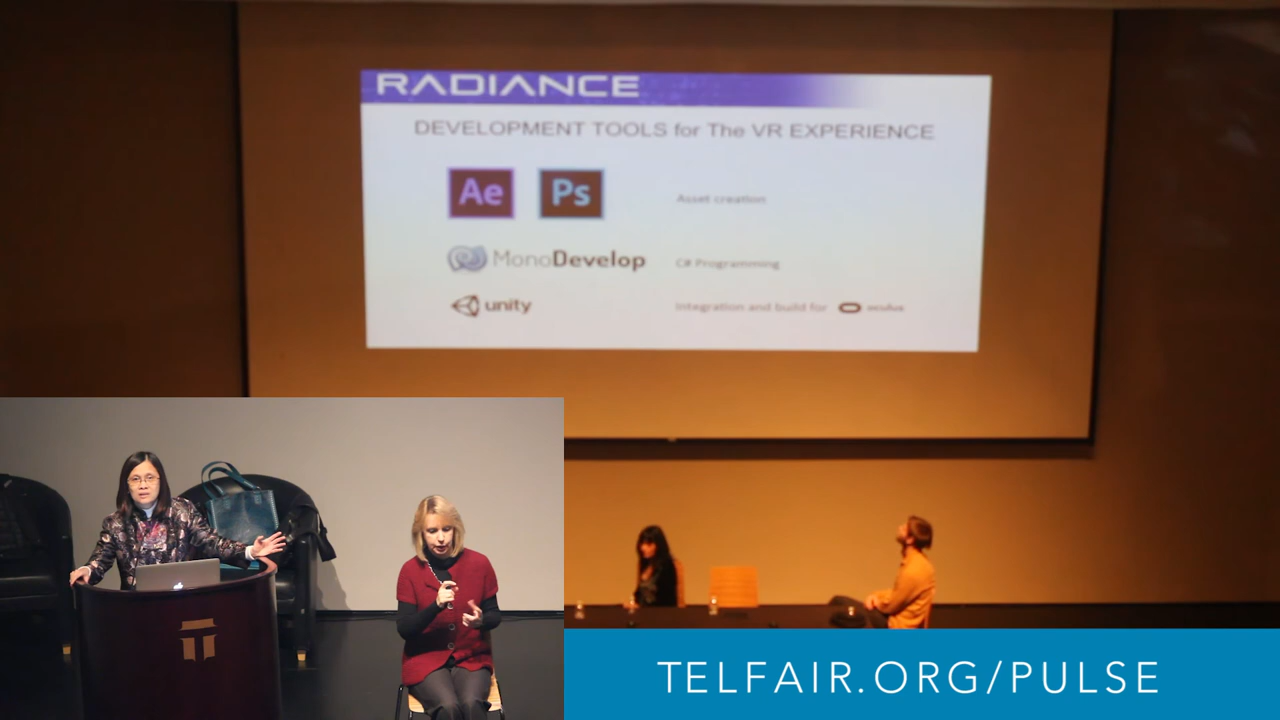 RADIANCE
DEVELOPMENT TOOLS for The VR EXPERIENCE
Ae Ps Asset creation
MonoDevelop C# Programming
unity Integration and build for oculus
TELFAIR.ORG/PULSE